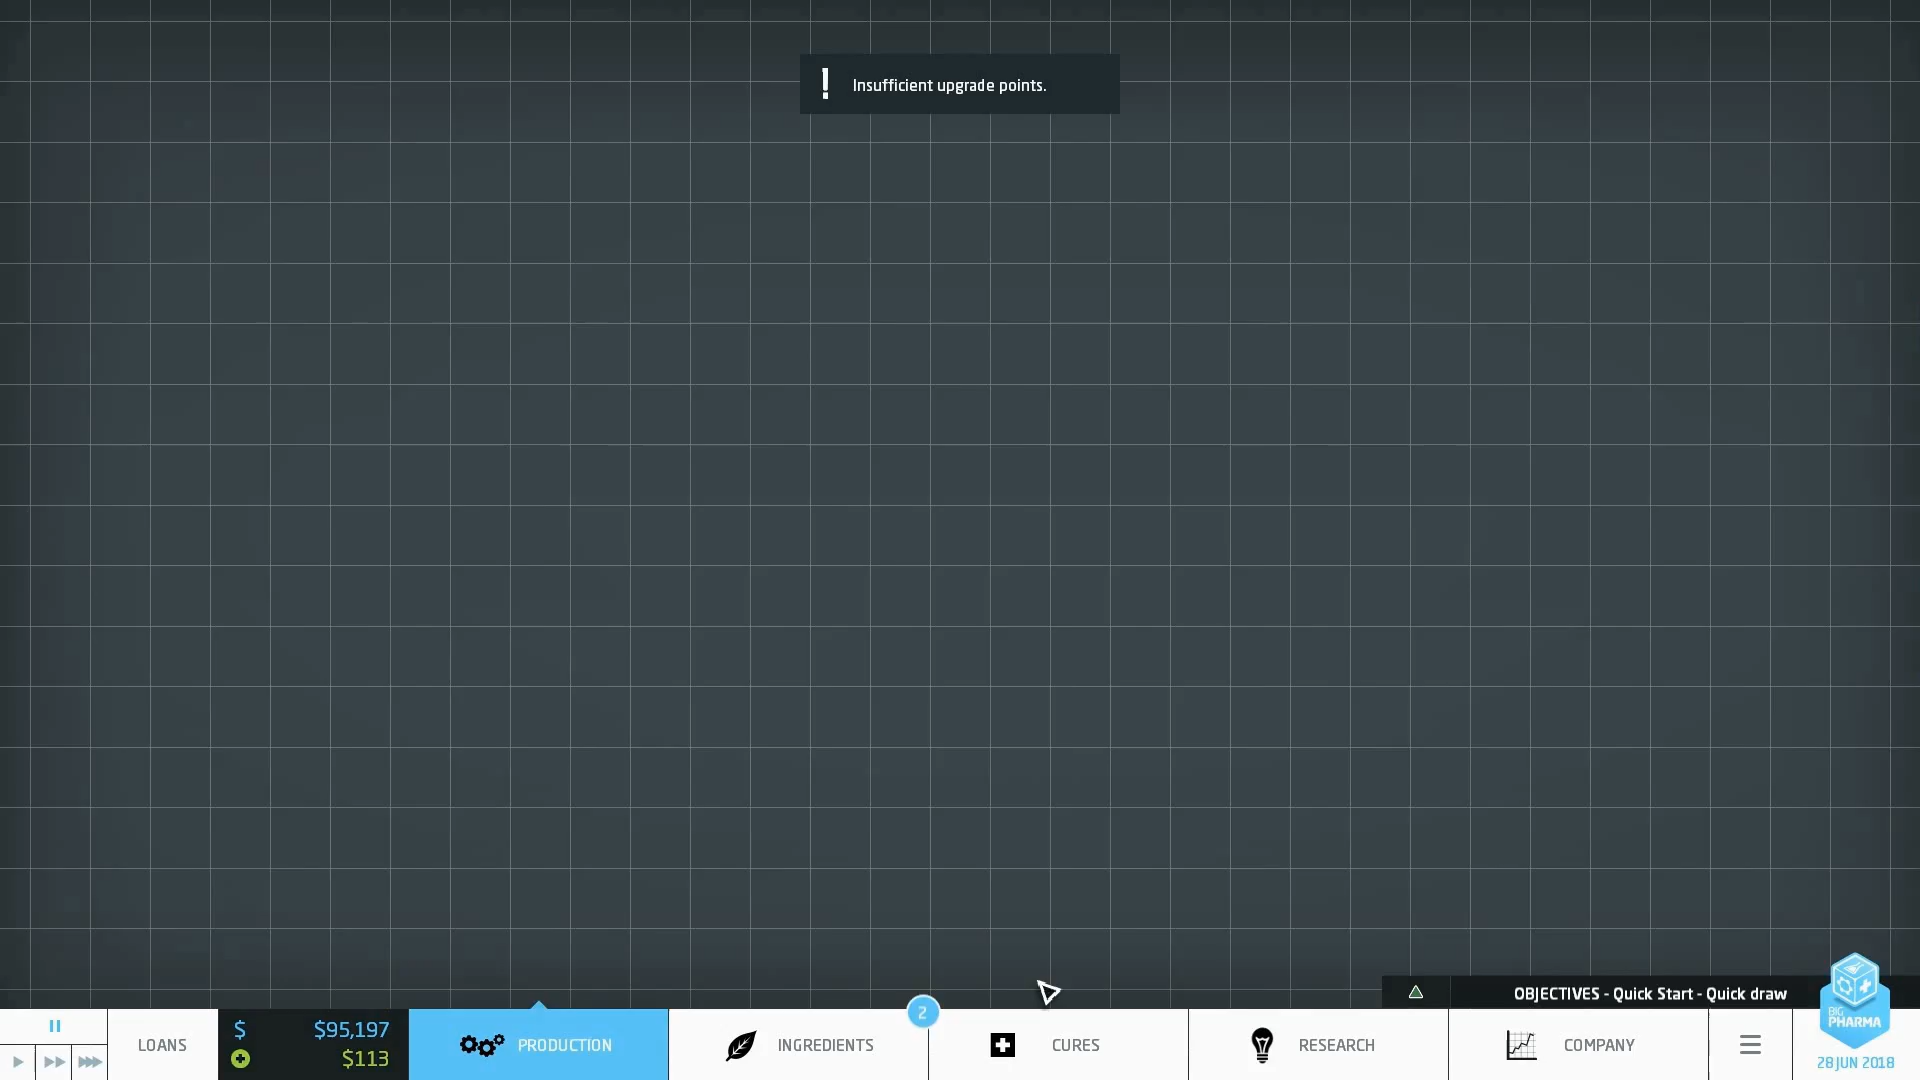 Insufficient upgrade points.
OBJECTIVES - Quick Start - Quick draw
2
LOANS
$ $95,197
$113
PRODUCTION
INGREDIENTS
CURES
RESEARCH
COMPANY
BIG
PHARMA
28 JUN 2018